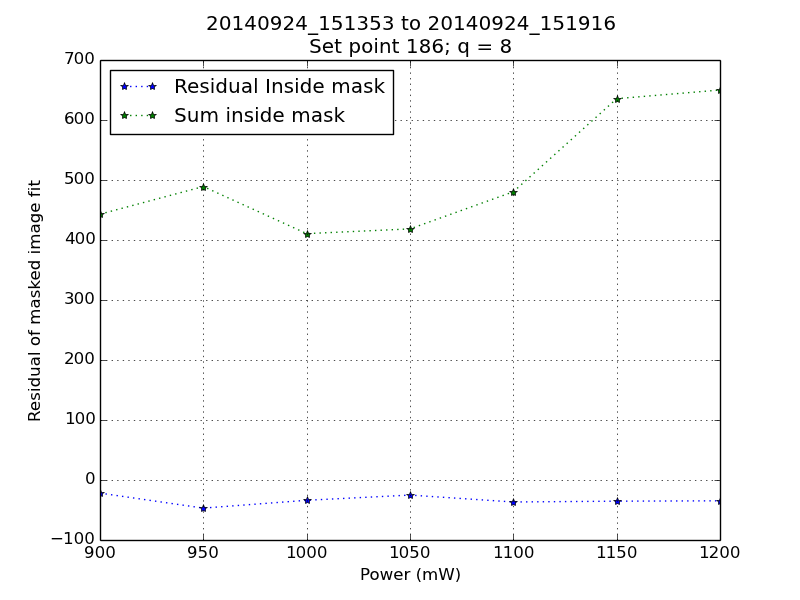 20140924_151353 to 20140924_151916
Set point 186; q = 8
Residual Inside mask
Sum inside mask
Residual of masked image fit
700
600
500
400
300
200
100
0
−100
900 950 1000 1050 1100 1150 1200
Power (mW)